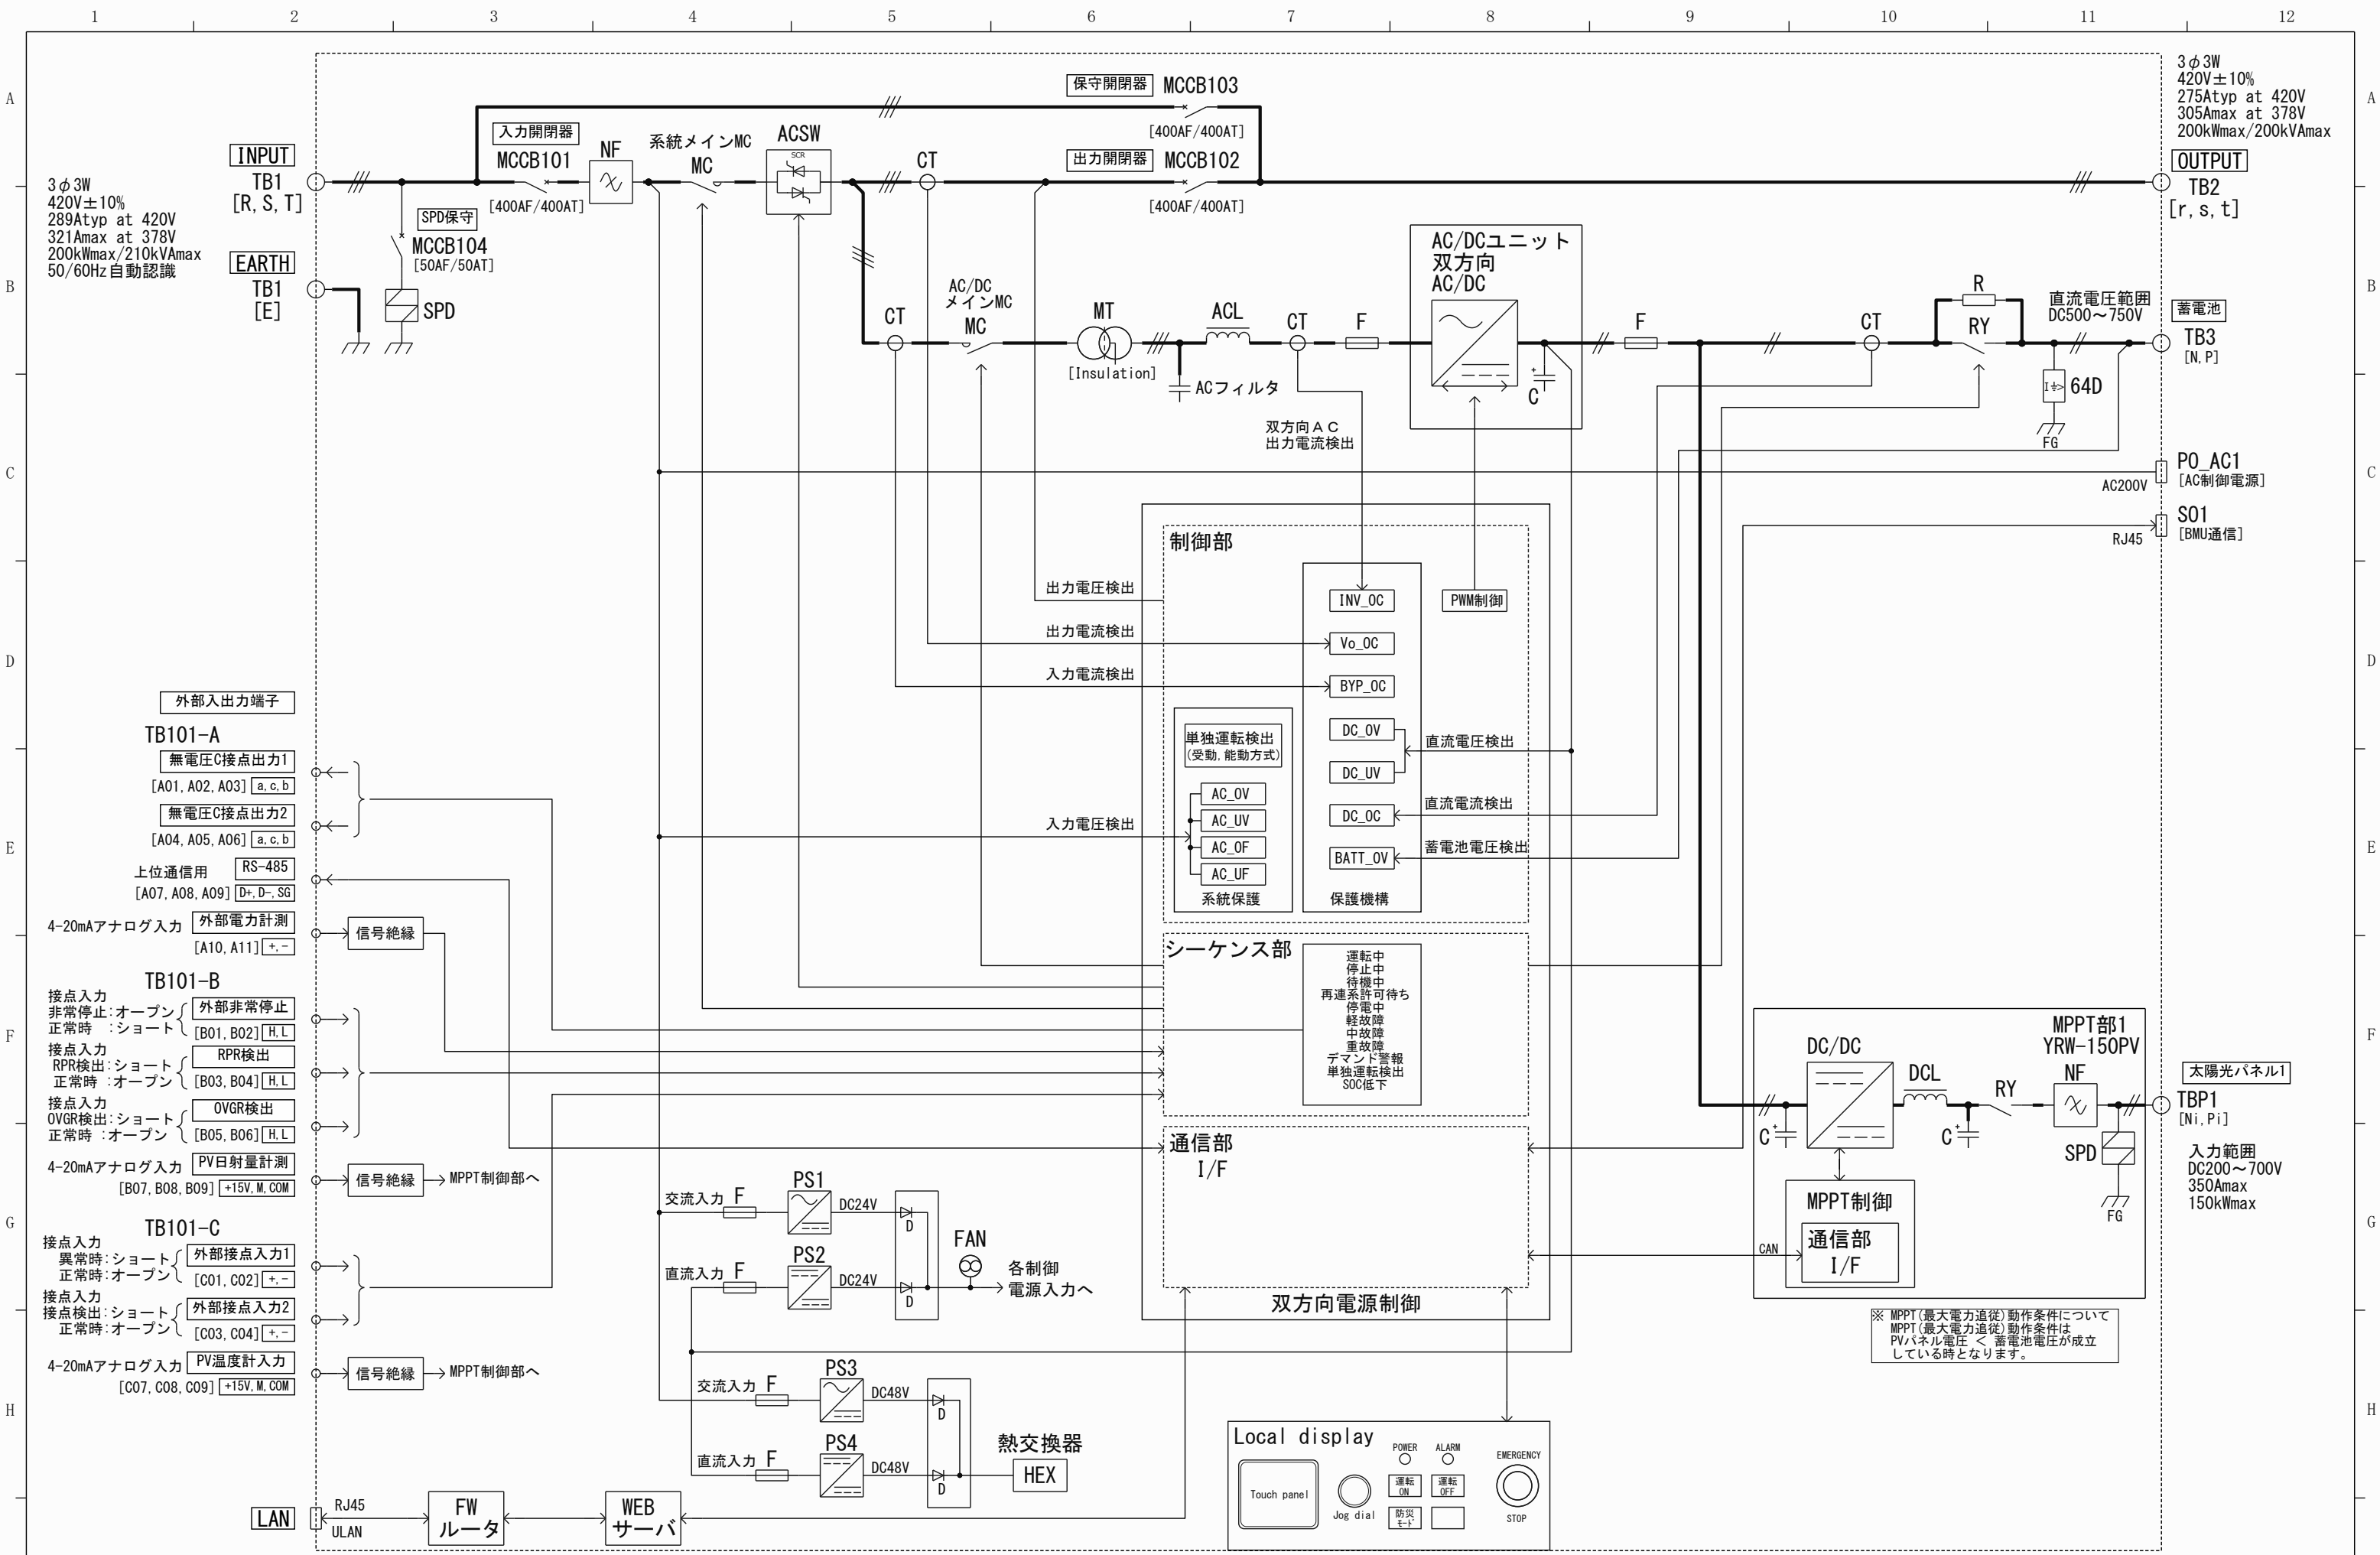 1 2 3 4 5 6 7 8 9 10 11 12
A
B
C
D
E
F
G
H
A
B
C
D
E
F
G
H
INPUT
TB1
[R, S, T]
3φ3W
420V±10%
289Atyp at 420V
321Amax at 378V
200kWmax/210kVAmax
50/60Hz自動認識
EARTH
TB1
[E]
入力開閉器
MCCB101
[400AF/400AT]
NF
系統メインMC
MC
ACSW
SCR
CT
保守開閉器 MCCB103
[400AF/400AT]
出力開閉器 MCCB102
[400AF/400AT]
3φ3W
420V±10%
275Atyp at 420V
305Amax at 378V
200kWmax/200kVAmax
OUTPUT
TB2
[r, s, t]
SPD保守
MCCB104
[50AF/50AT]
SPD
CT
AC/DC
メインMC
MC
MT
[Insulation]
ACL
ACフィルタ
CT
F
双方向AC
出力電流検出
AC/DCユニット
双方向
AC/DC
C
F
CT
R
RY
直流電圧範囲
DC500～750V
64D
I
FG
蓄電池
TB3
[N, P]
AC200V
PO_AC1
[AC制御電源]
RJ45
S01
[BMU通信]
制御部
出力電圧検出
出力電流検出
入力電流検出
入力電圧検出
INV_OC
Vo_OC
BYP_OC
DC_OV
DC_UV
DC_OC
BATT_OV
保護機構
PWM制御
単独運転検出
(受動, 能動方式)
AC_OV
AC_UV
AC_OF
AC_UF
系統保護
直流電圧検出
直流電流検出
蓄電池電圧検出
シーケンス部
運転中
停止中
待機中
再連系許可待ち
停電中
軽故障
中故障
重故障
デマンド警報
単独運転検出
SOC低下
通信部
I/F
双方向電源制御
外部入出力端子
TB101-A
無電圧C接点出力1
[A01, A02, A03] a, c, b
無電圧C接点出力2
[A04, A05, A06] a, c, b
上位通信用 RS-485
[A07, A08, A09] D+, D-, SG
4-20mAアナログ入力 外部電力計測
[A10, A11] +, -
信号絶縁
TB101-B
接点入力
非常停止:オープン
正常時 :ショート
外部非常停止
[B01, B02] H, L
接点入力
RPR検出:ショート
正常時 :オープン
RPR検出
[B03, B04] H, L
接点入力
OVGR検出:ショート
正常時 :オープン
OVGR検出
[B05, B06] H, L
4-20mAアナログ入力 PV日射量計測
[B07, B08, B09] +15V, M, COM
信号絶縁 MPPT制御部へ
TB101-C
接点入力
異常時:ショート
正常時:オープン
外部接点入力1
[C01, C02] +, -
接点入力
接点検出:ショート
正常時:オープン
外部接点入力2
[C03, C04] +, -
4-20mAアナログ入力 PV温度計入力
[C07, C08, C09] +15V, M, COM
信号絶縁 MPPT制御部へ
交流入力 F
PS1
DC24V
D
直流入力 F
PS2
DC24V
D
FAN
各制御
電源入力へ
交流入力 F
PS3
DC48V
D
直流入力 F
PS4
DC48V
D
熱交換器
HEX
LAN
RJ45
ULAN
FW
ルータ
WEB
サーバ
Local display
Touch panel
Jog dial
POWER
ALARM
運転
ON
運転
OFF
防災
ﾓｰﾄﾞ
EMERGENCY
STOP
MPPT部1
YRW-150PV
DC/DC
C
DCL
C
RY
NF
SPD
FG
MPPT制御
通信部
I/F
CAN
太陽光パネル1
TBP1
[Ni, Pi]
入力範囲
DC200～700V
350Amax
150kWmax
※ MPPT(最大電力追従)動作条件について
MPPT(最大電力追従)動作条件は
PVパネル電圧 < 蓄電池電圧が成立
している時となります。